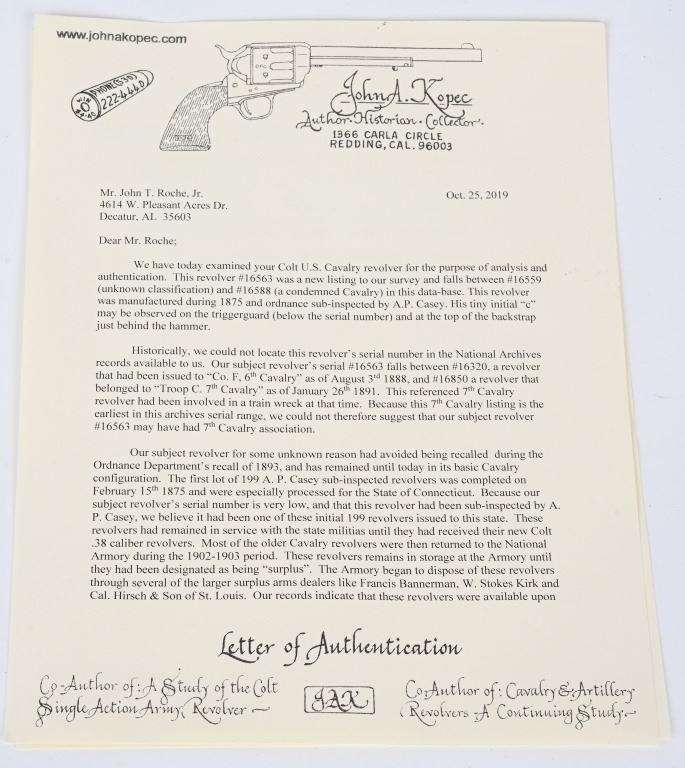 www.johnakopec.com
PHONE (530)
222-4440
WIN
44-40
John A. Kopec
Author. Historian. Collector.
1366 CARLA CIRCLE
REDDING, CAL. 96003
Mr. John T. Roche, Jr. Oct. 25, 2019
4614 W. Pleasant Acres Dr.
Decatur, AL 35603
Dear Mr. Roche;
We have today examined your Colt U.S. Cavalry revolver for the purpose of analysis and
authentication. This revolver #16563 was a new listing to our survey and falls between #16559
(unknown classification) and #16588 (a condemned Cavalry) in this data-base. This revolver
was manufactured during 1875 and ordnance sub-inspected by A.P. Casey. His tiny initial "c"
may be observed on the triggerguard (below the serial number) and at the top of the backstrap
just behind the hammer.
Historically, we could not locate this revolver's serial number in the National Archives
records available to us. Our subject revolver's serial #16563 falls between #16320, a revolver
that had been issued to "Co. F, 6th Cavalry" as of August 3rd 1888, and #16850 a revolver that
belonged to "Troop C. 7th Cavalry" as of January 26th 1891. This referenced 7th Cavalry
revolver had been involved in a train wreck at that time. Because this 7th Cavalry listing is the
earliest in this archives serial range, we could not therefore suggest that our subject revolver
#16563 may have had 7th Cavalry association.
Our subject revolver for some unknown reason had avoided being recalled during the
Ordnance Department's recall of 1893, and has remained until today in its basic Cavalry
configuration. The first lot of 199 A. P. Casey sub-inspected revolvers was completed on
February 15th 1875 and were especially processed for the State of Connecticut. Because our
subject revolver's serial number is very low, and that this revolver had been sub-inspected by A.
P. Casey, we believe it had been one of these initial 199 revolvers issued to this state. These
revolvers had remained in service with the state militias until they had received their new Colt
.38 caliber revolvers. Most of the older Cavalry revolvers were then returned to the National
Armory during the 1902-1903 period. These revolvers remains in storage at the Armory until
they had been designated as being "surplus". The Armory began to dispose of these revolvers
through several of the larger surplus arms dealers like Francis Bannerman, W. Stokes Kirk and
Cal. Hirsch & Son of St. Louis. Our records indicate that these revolvers were available upon
Letter of Authentication
Co-Author of: A Study of the Colt
Single Action Army Revolver
JAK
Co-Author of: Cavalry & Artillery
Revolvers - A Continuing Study